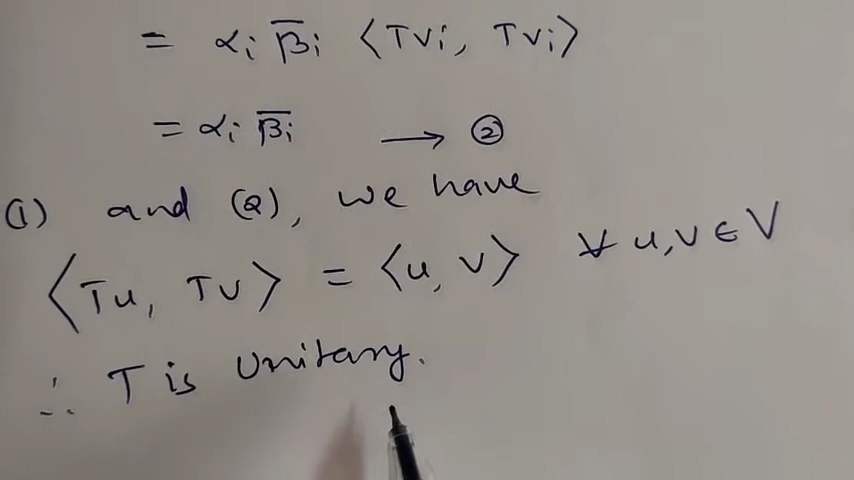 = αᵢ β̅ᵢ ⟨Tvᵢ, Tvᵢ⟩
= αᵢ β̅ᵢ ⟶ ②
(1) and (2), we have
⟨Tu, Tv⟩ = ⟨u, v⟩ ∀ u, v ∈ V
∴ T is Unitary.